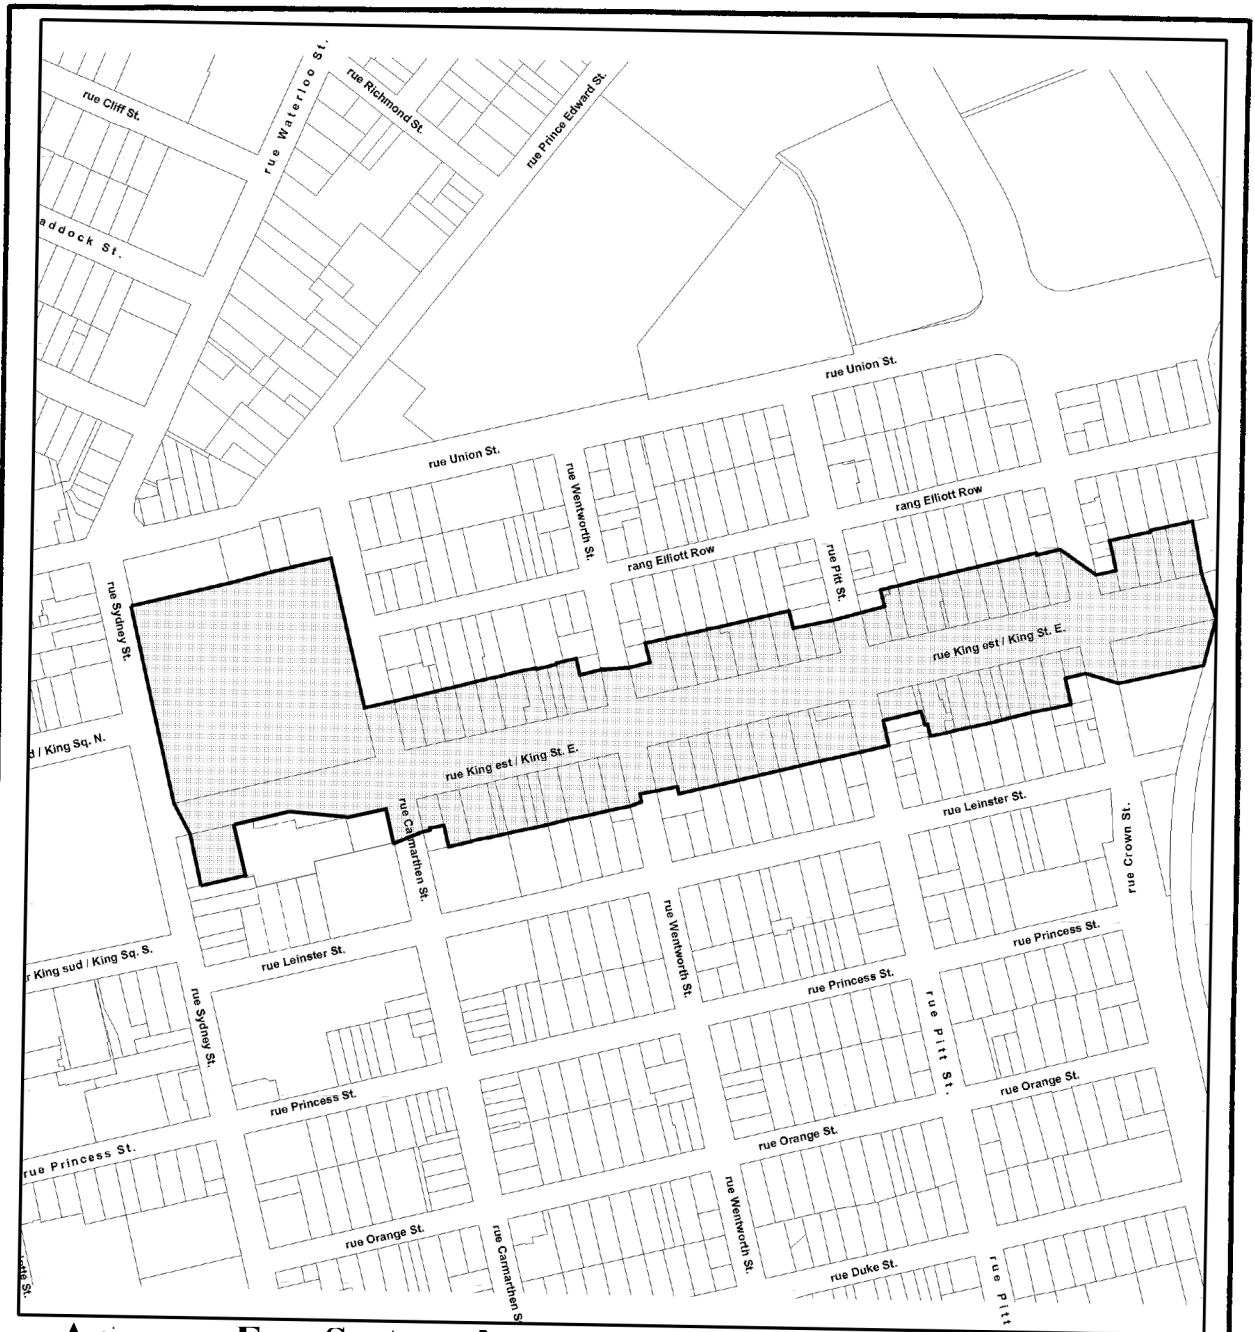 rue Cliff St.
rue Waterloo St.
rue Richmond St.
rue Prince Edward St.
addock St.
rue Union St.
rue Union St.
rue Wentworth St.
rang Elliott Row
rang Elliott Row
rue Pitt St.
rue Sydney St.
rue King est / King St. E.
d / King Sq. N.
rue King est / King St. E.
rue Carmarthen St.
rue Leinster St.
rue Crown St.
rue Wentworth St.
rue Princess St.
r King sud / King Sq. S.
rue Leinster St.
rue Princess St.
rue Sydney St.
rue Pitt St.
rue Orange St.
rue Princess St.
rue Orange St.
rue Princess St.
rue Wentworth St.
rue Orange St.
rue Carmarthen S
rue Duke St.
rue Pitt